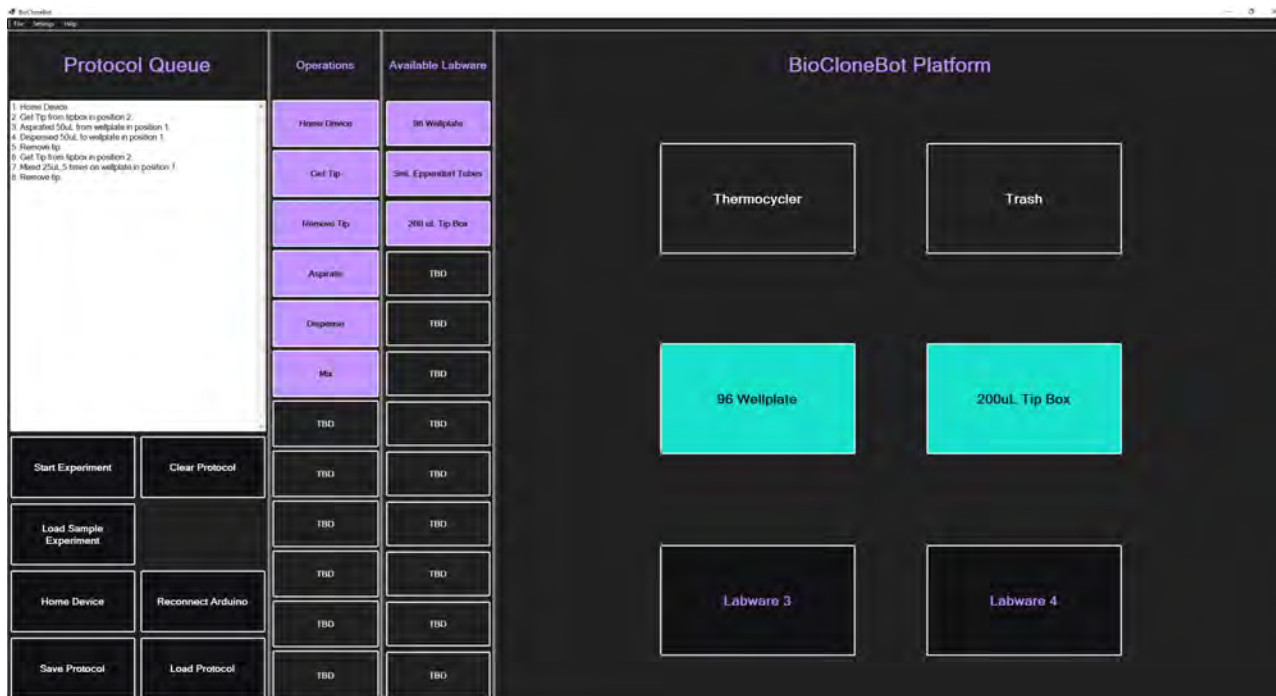 BioCloneBot
File Settings Help
Protocol Queue
1. Home Device
2. Get Tip from tipbox in position 2.
3. Aspirated 50uL from wellplate in position 1.
4. Dispersed 50uL to wellplate in position 1.
5. Remove tip
6. Get Tip from tipbox in position 2.
7. Mixed 25uL 5 times on wellplate in position 1.
8. Remove tip.
Start Experiment
Clear Protocol
Load Sample
Experiment
Home Device
Reconnect Arduino
Save Protocol
Load Protocol
Operations
Home Device
Get Tip
Remove Tip
Aspirate
Dispense
Mix
TBD
TBD
TBD
TBD
TBD
TBD
Available Labware
96 Wellplate
5mL Eppendorf Tubes
200 uL Tip Box
TBD
TBD
TBD
TBD
TBD
TBD
TBD
TBD
TBD
BioCloneBot Platform
Thermocycler
Trash
96 Wellplate
200uL Tip Box
Labware 3
Labware 4